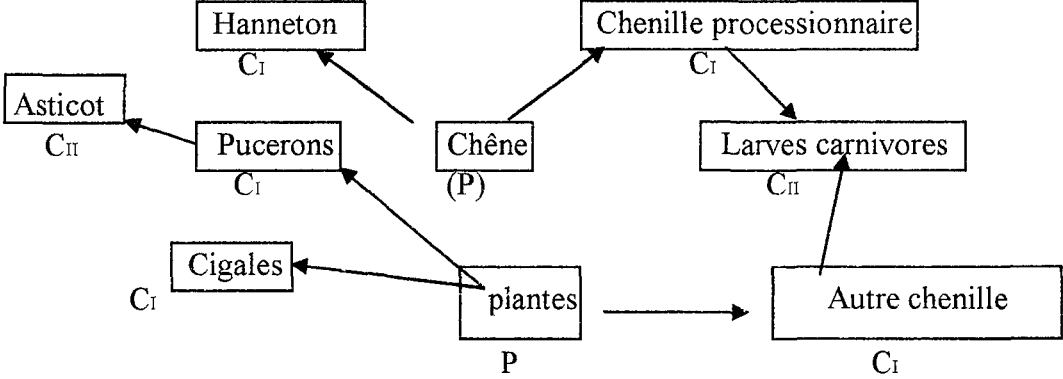 Hanneton
Chenille processionnaire
CI
CI
Asticot
Pucerons
Chêne
Larves carnivores
CII
CI
(P)
CII
Cigales
CI
plantes
Autre chenille
P
CI